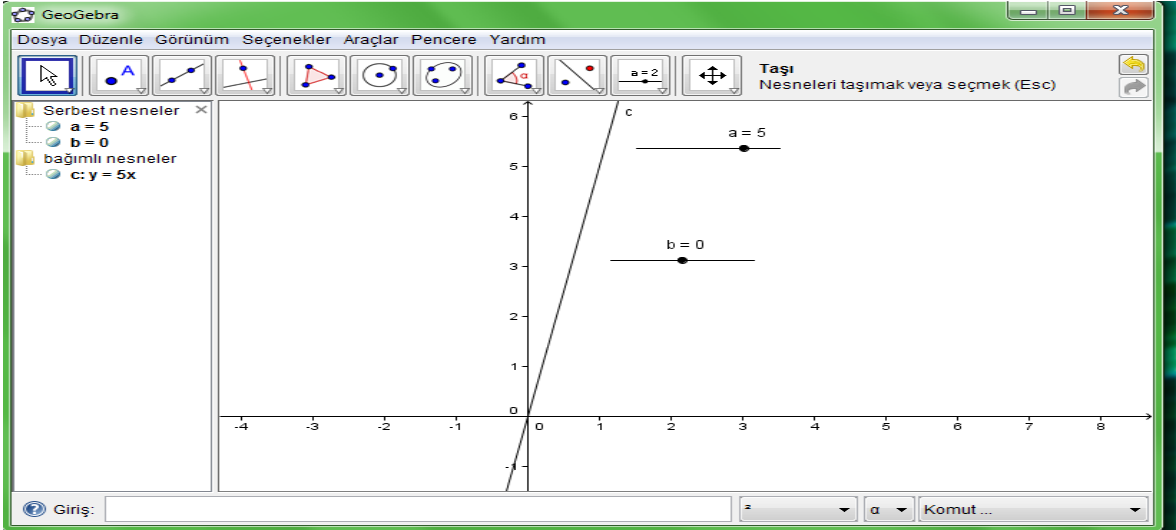 GeoGebra
Dosya Düzenle Görünüm Seçenekler Araçlar Pencere Yardım
A
α
a = 2
Taşı
Nesneleri taşımak veya seçmek (Esc)
Serbest nesneler
a = 5
b = 0
bağımlı nesneler
c: y = 5x
c
a = 5
b = 0
6
5
4
3
2
1
0
-1
-4 -3 -2 -1 0 1 2 3 4 5 6 7 8
Giriş:
² α Komut ...